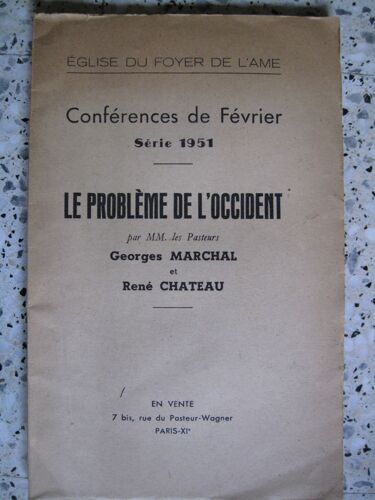 ÉGLISE DU FOYER DE L'AME
Conférences de Février
Série 1951
LE PROBLÈME DE L'OCCIDENT
par MM. les Pasteurs
Georges MARCHAL
et
René CHATEAU
EN VENTE
7 bis, rue du Pasteur-Wagner
PARIS-XIe